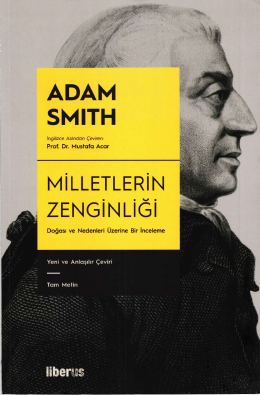 ADAM
SMITH
İngilizce Aslından Çeviren:
Prof. Dr. Mustafa Acar
MİLLETLERİN
ZENGİNLİĞİ
Doğası ve Nedenleri Üzerine Bir İnceleme
Yeni ve Anlaşılır Çeviri
Tam Metin
liberus